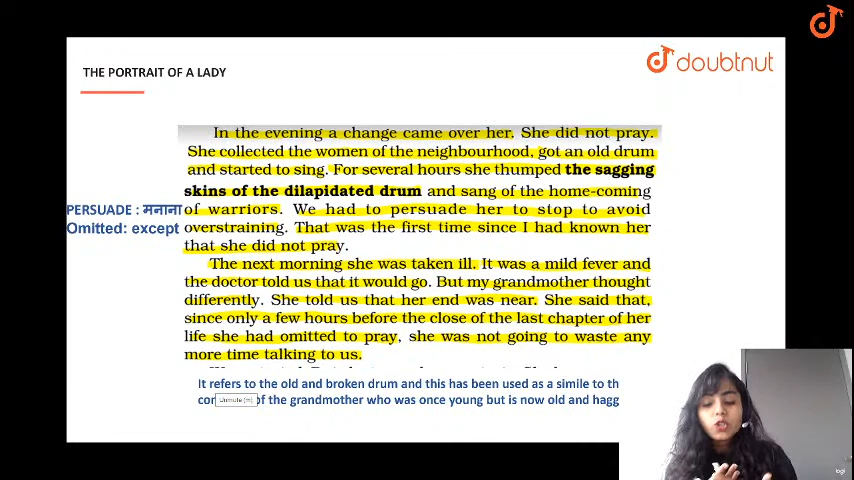 THE PORTRAIT OF A LADY
doubtnut
In the evening a change came over her. She did not pray.
She collected the women of the neighbourhood, got an old drum
and started to sing. For several hours she thumped the sagging
skins of the dilapidated drum and sang of the home-coming
of warriors. We had to persuade her to stop to avoid
overstraining. That was the first time since I had known her
that she did not pray.
PERSUADE : मनाना
Omitted: except
The next morning she was taken ill. It was a mild fever and
the doctor told us that it would go. But my grandmother thought
differently. She told us that her end was near. She said that,
since only a few hours before the close of the last chapter of her
life she had omitted to pray, she was not going to waste any
more time talking to us.
It refers to the old and broken drum and this has been used as a simile to th
of the grandmother who was once young but is now old and hagg
Unmute (m)
logi